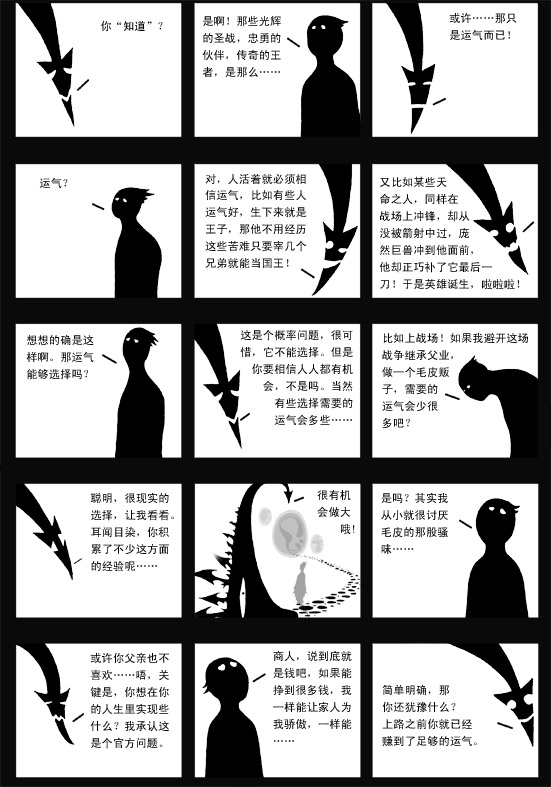 你“知道”？
是啊！那些光辉
的圣战，忠勇的
伙伴，传奇的王
者，是那么……
或许……那只
是运气而已！
运气？
对，人活着就必须相
信运气，比如有些人
运气好，生下来就是
王子，那他不用经历
这些苦难只要宰几个
兄弟就能当国王！
又比如某些天
命之人，同样在
战场上冲锋，却从
没被箭射中过，庞
然巨兽冲到他面前，
他却正巧补了它最后一
刀！于是英雄诞生，啦啦啦！
想想的确是这
样啊。那运气
能够选择吗？
这是个概率问题，很可
惜，它不能选择。但是
你要相信人人都有机
会，不是吗。当然
有些选择需要的
运气会多些……
比如上战场！如果我避开这场
战争继承父业，
做一个毛皮贩
子，需要的
运气会少很
多吧？
聪明，很现实的
选择，让我看看。
耳闻目染，你积
累了不少这方面
的经验呢……
很有机
会做大
哦！
是吗？其实我
从小就很讨厌
毛皮的那股骚
味……
或许你父亲也不
喜欢……唔，关
键是，你想在你
的人生里实现些
什么？我承认这
是个官方问题。
商人，说到底就
是钱吧，如果能
挣到很多钱，我
一样能让家人为
我骄傲，一样能
……
简单明确，那
你还犹豫什么？
上路之前你就已经
赚到了足够的运气。